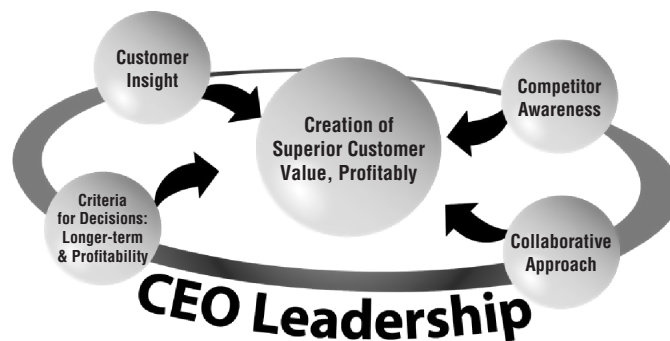 Customer
Insight
Competitor
Awareness
Creation of
Superior Customer
Value, Profitably
Criteria
for Decisions:
Longer-term
& Profitability
Collaborative
Approach
CEO Leadership